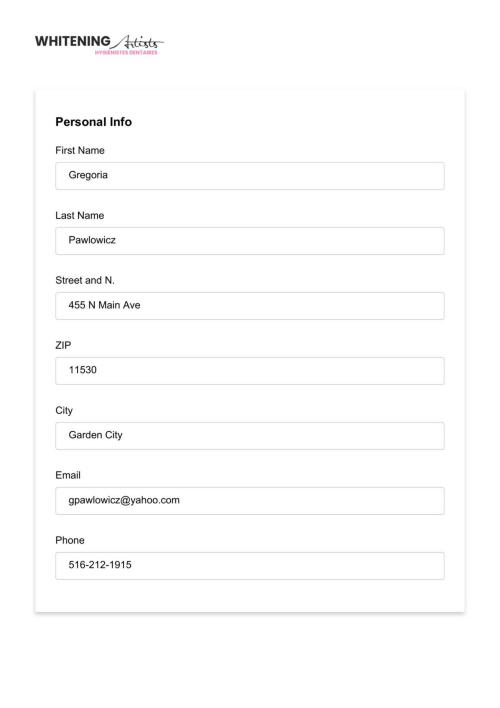 WHITENING Artists
HYGIÉNISTES DENTAIRES
Personal Info
First Name
Gregoria
Last Name
Pawlowicz
Street and N.
455 N Main Ave
ZIP
11530
City
Garden City
Email
gpawlowicz@yahoo.com
Phone
516-212-1915